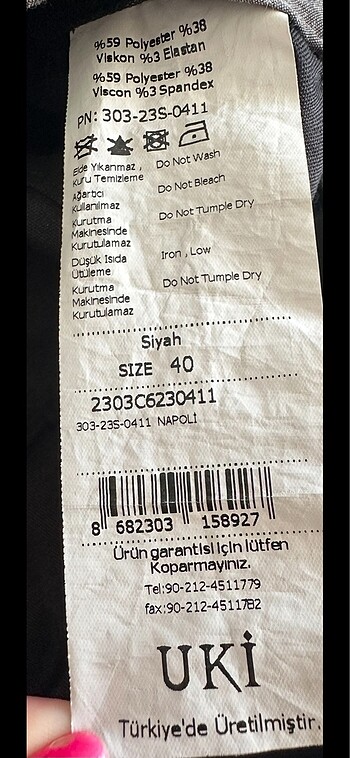 %59 Polyester %38
Viskon %3 Elastan
%59 Polyester %38
Viscon %3 Spandex
PN: 303-23S-0411
Elde Yıkanmaz , Do Not Wash
Kuru Temizleme
Ağartıcı Do Not Bleach
Kullanılmaz
Kurutma Do Not Tumple Dry
Makinesinde
Kurutulamaz
Düşük Isıda Iron , Low
Ütüleme
Kurutma Do Not Tumple Dry
Makinesinde
Kurutulamaz
Siyah
SIZE 40
2303C6230411
303-23S-0411 NAPOLİ
8 682303 158927
Ürün garantisi için lütfen
Koparmayınız.
Tel:90-212-4511779
fax:90-212-4511782
UKİ
Türkiye'de Üretilmiştir.